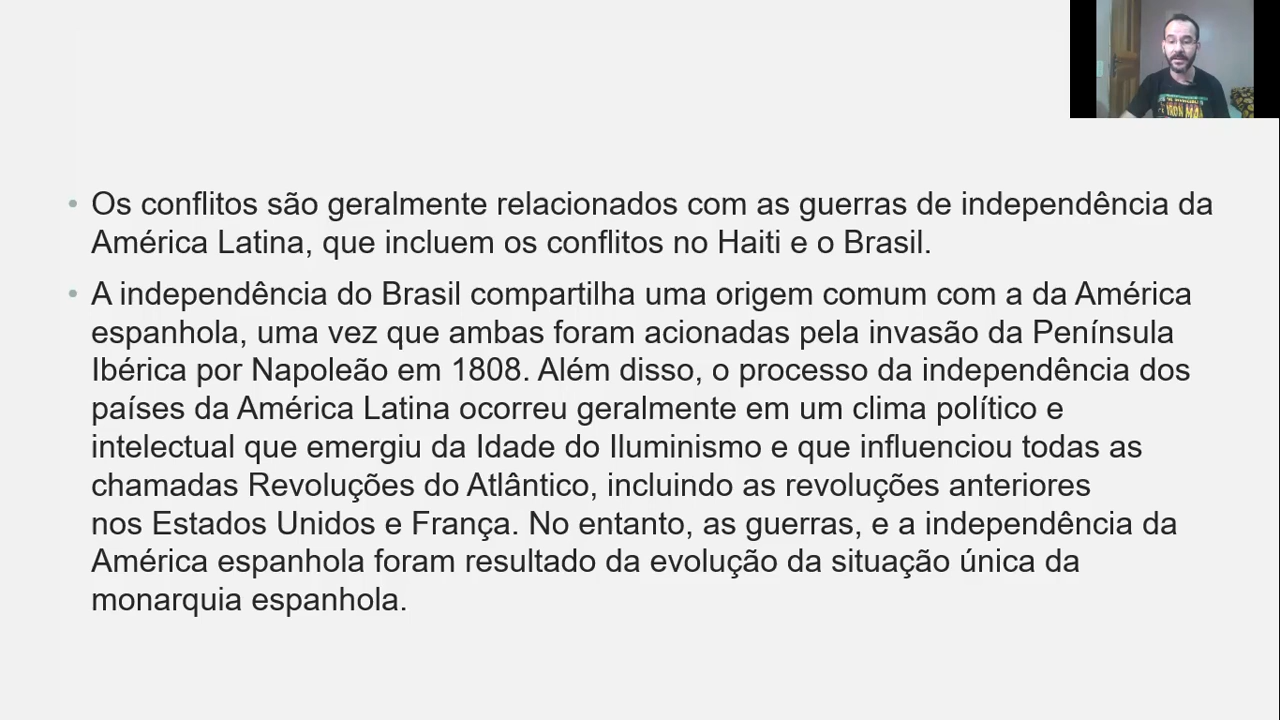 • Os conflitos são geralmente relacionados com as guerras de independência da
América Latina, que incluem os conflitos no Haiti e o Brasil.
• A independência do Brasil compartilha uma origem comum com a da América
espanhola, uma vez que ambas foram acionadas pela invasão da Península
Ibérica por Napoleão em 1808. Além disso, o processo da independência dos
países da América Latina ocorreu geralmente em um clima político e
intelectual que emergiu da Idade do Iluminismo e que influenciou todas as
chamadas Revoluções do Atlântico, incluindo as revoluções anteriores
nos Estados Unidos e França. No entanto, as guerras, e a independência da
América espanhola foram resultado da evolução da situação única da
monarquia espanhola.